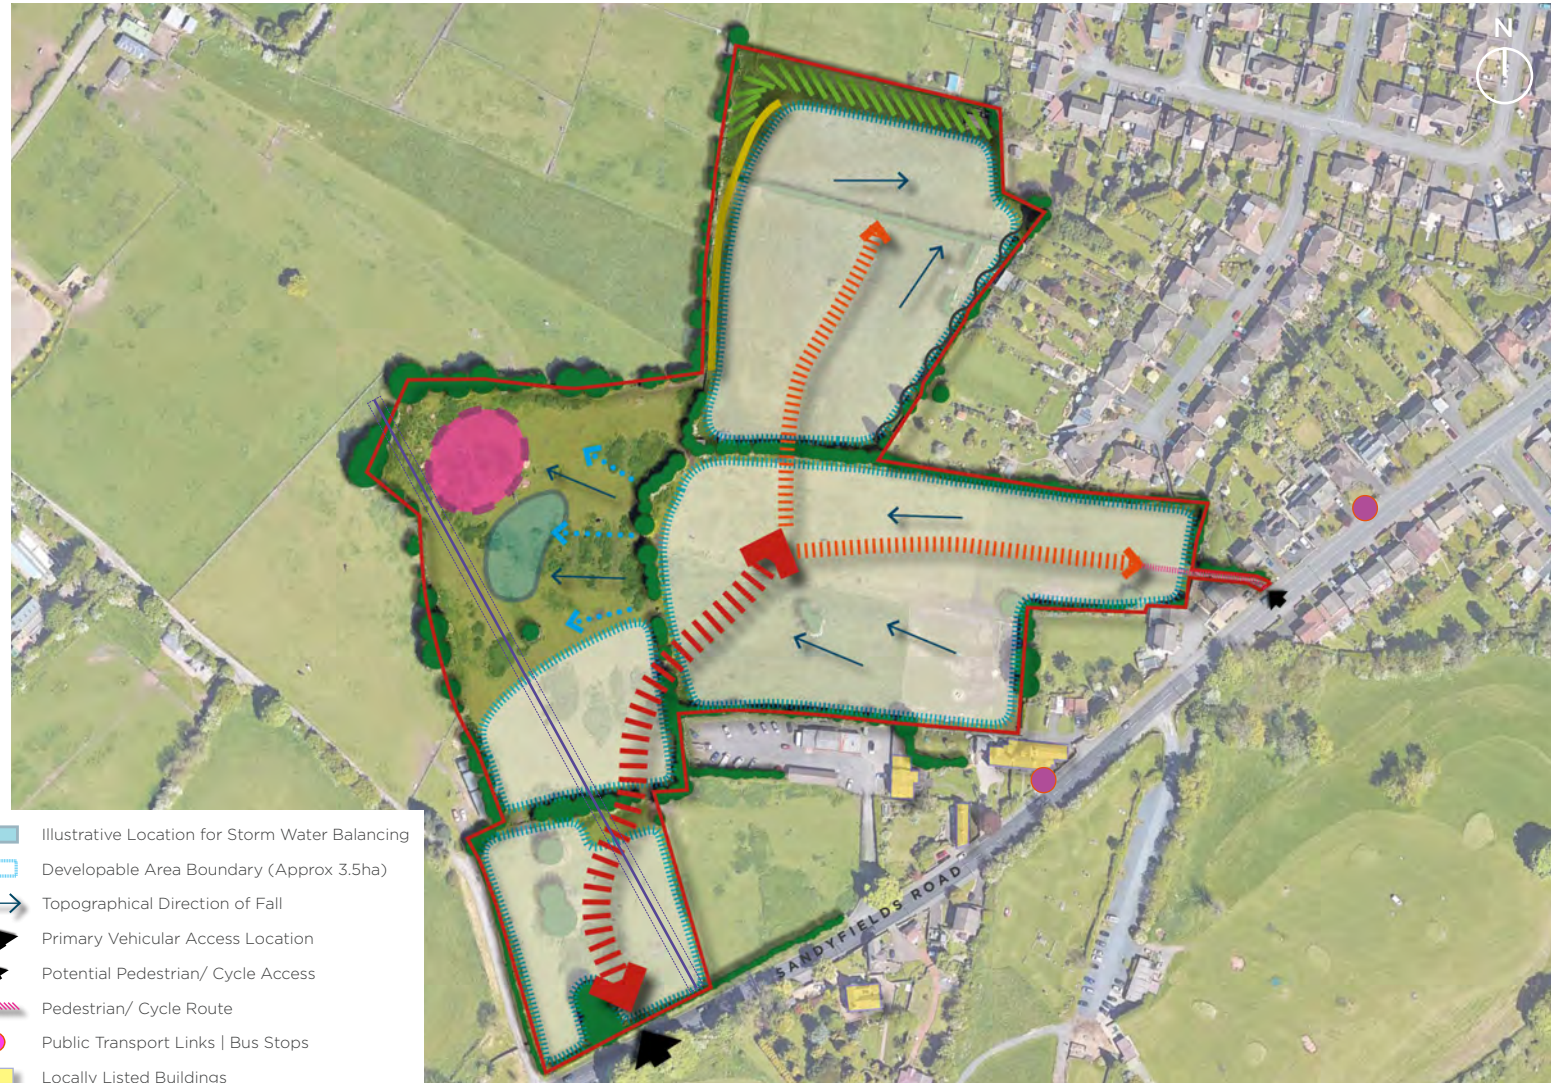 N
SANDYFIELDS ROAD
Illustrative Location for Storm Water Balancing
Developable Area Boundary (Approx 3.5ha)
Topographical Direction of Fall
Primary Vehicular Access Location
Potential Pedestrian/ Cycle Access
Pedestrian/ Cycle Route
Public Transport Links | Bus Stops
Locally Listed Buildings